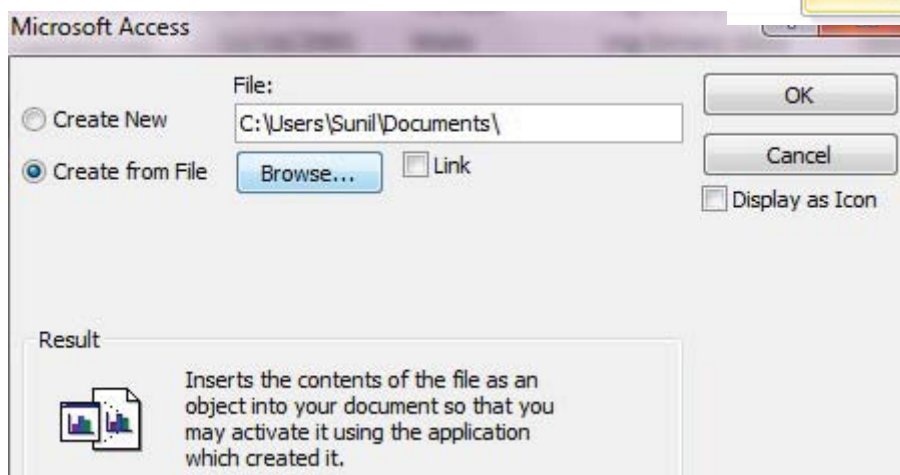 Microsoft Access
File:
Create New
C:\Users\Sunil\Documents\
OK
Create from File
Browse...
Link
Cancel
Display as Icon
Result
Inserts the contents of the file as an
object into your document so that you
may activate it using the application
which created it.